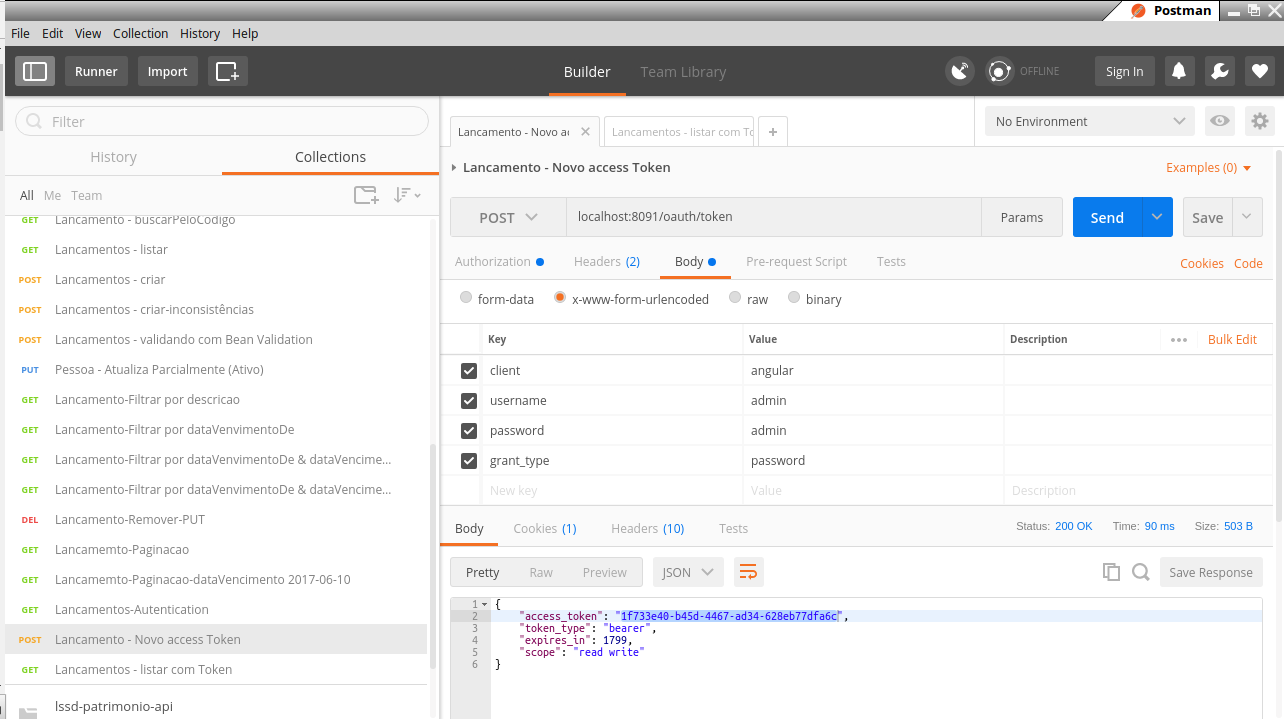 Postman
File Edit View Collection History Help
Runner Import Builder Team Library OFFLINE Sign In
Filter
History Collections
All Me Team
GET Lancamento - buscarPeloCodigo
GET Lancamentos - listar
POST Lancamentos - criar
POST Lancamentos - criar-inconsistências
POST Lancamentos - validando com Bean Validation
PUT Pessoa - Atualiza Parcialmente (Ativo)
GET Lancamento-Filtrar por descricao
GET Lancamento-Filtrar por dataVenvimentoDe
GET Lancamento-Filtrar por dataVenvimentoDe & dataVencime...
GET Lancamento-Filtrar por dataVenvimentoDe & dataVencime...
DEL Lancamento-Remover-PUT
GET Lancamemto-Paginacao
GET Lancamemto-Paginacao-dataVencimento 2017-06-10
GET Lancamentos-Autentication
POST Lancamento - Novo access Token
GET Lancamentos - listar com Token
lssd-patrimonio-api
Lancamento - Novo ac Lancamentos - listar com To
No Environment
Lancamento - Novo access Token Examples (0)
POST localhost:8091/oauth/token Params Send Save
Authorization Headers (2) Body Pre-request Script Tests Cookies Code
form-data x-www-form-urlencoded raw binary
Key Value Description ••• Bulk Edit
client angular
username admin
password admin
grant_type password
New key Value Description
Body Cookies (1) Headers (10) Tests Status: 200 OK Time: 90 ms Size: 503 B
Pretty Raw Preview JSON Save Response
1 {
2 "access_token": "1f733e40-b45d-4467-ad34-628eb77dfa6c",
3 "token_type": "bearer",
4 "expires_in": 1799,
5 "scope": "read write"
6 }